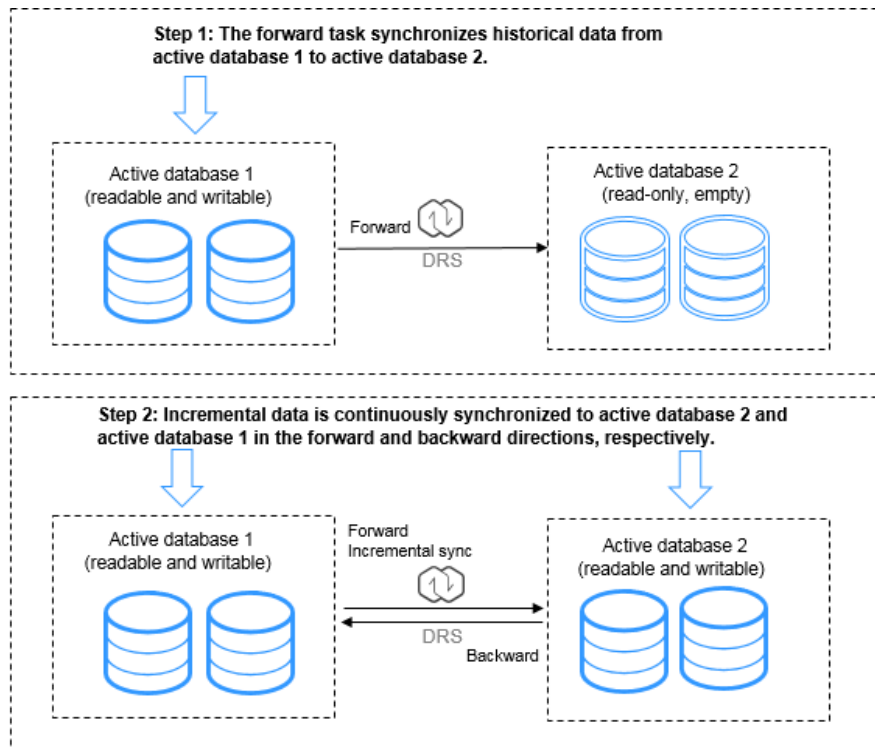 Step 1: The forward task synchronizes historical data from
active database 1 to active database 2.
Active database 1
(readable and writable)
Forward
DRS
Active database 2
(read-only, empty)
Step 2: Incremental data is continuously synchronized to active database 2 and
active database 1 in the forward and backward directions, respectively.
Active database 1
(readable and writable)
Forward
Incremental sync
DRS
Backward
Active database 2
(readable and writable)